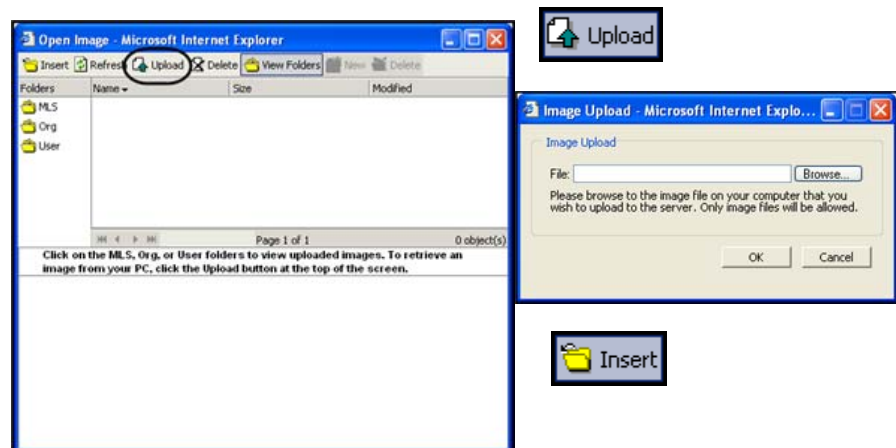 Open Image - Microsoft Internet Explorer
Insert Refresh Upload Delete View Folders New Delete
Folders Name Size Modified
MLS
Org
User
Page 1 of 1 0 object(s)
Click on the MLS, Org, or User folders to view uploaded images. To retrieve an
image from your PC, click the Upload button at the top of the screen.
Upload
Image Upload - Microsoft Internet Explo...
Image Upload
File: Browse...
Please browse to the image file on your computer that you
wish to upload to the server. Only image files will be allowed.
OK Cancel
Insert